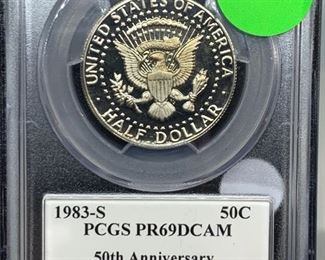 UNITED STATES OF AMERICA
HALF DOLLAR
1983-S 50C
PCGS PR69DCAM
50th Anniversary